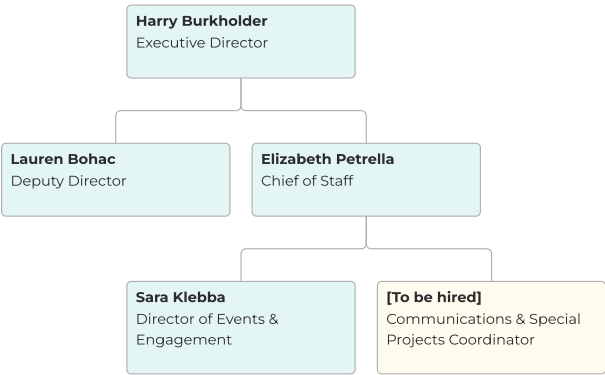 Harry Burkholder
Executive Director
Lauren Bohac
Deputy Director
Elizabeth Petrella
Chief of Staff
Sara Klebba
Director of Events &
Engagement
[To be hired]
Communications & Special
Projects Coordinator